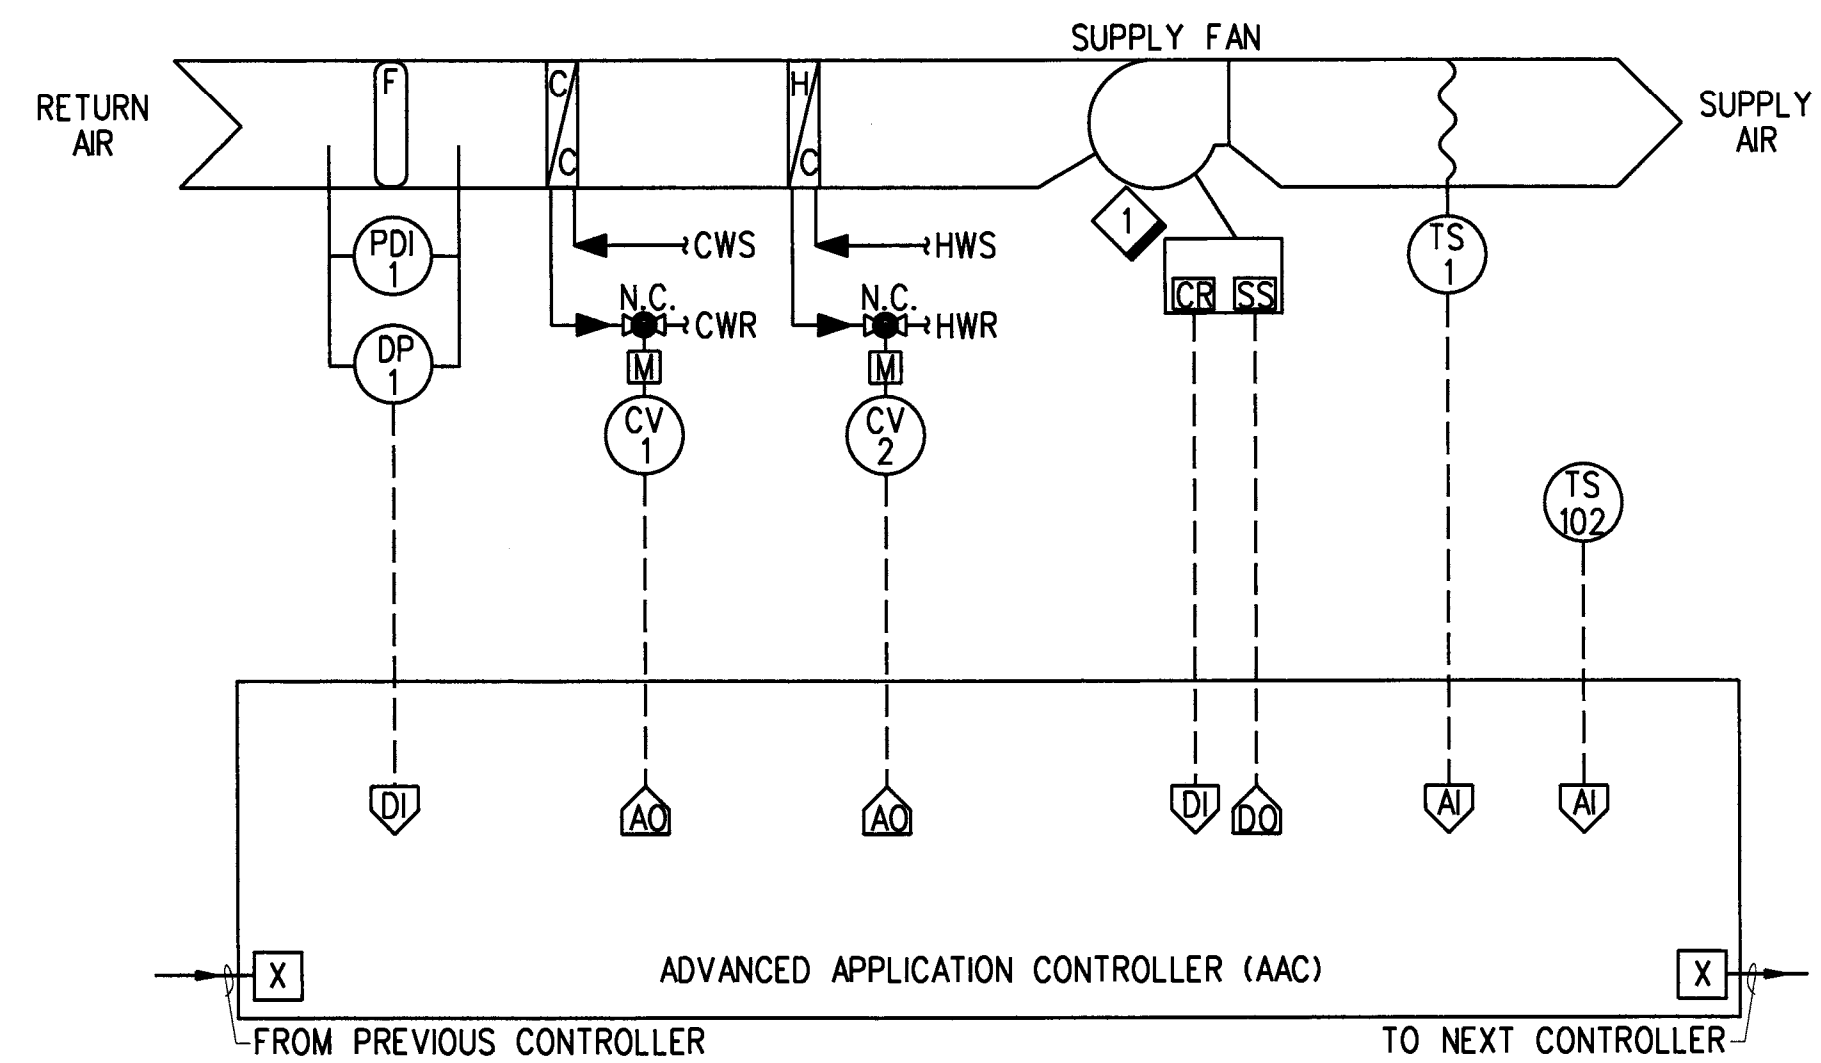 SUPPLY FAN
RETURN
AIR
F
C
C
H
C
SUPPLY
AIR
PDI
1
DP
1
CWS
N.C.
CWR
M
CV
1
HWS
N.C.
HWR
M
CV
2
1
CR SS
TS
1
TS
102
DI
AO
AO
DI
DO
AI
AI
X
ADVANCED APPLICATION CONTROLLER (AAC)
X
FROM PREVIOUS CONTROLLER
TO NEXT CONTROLLER